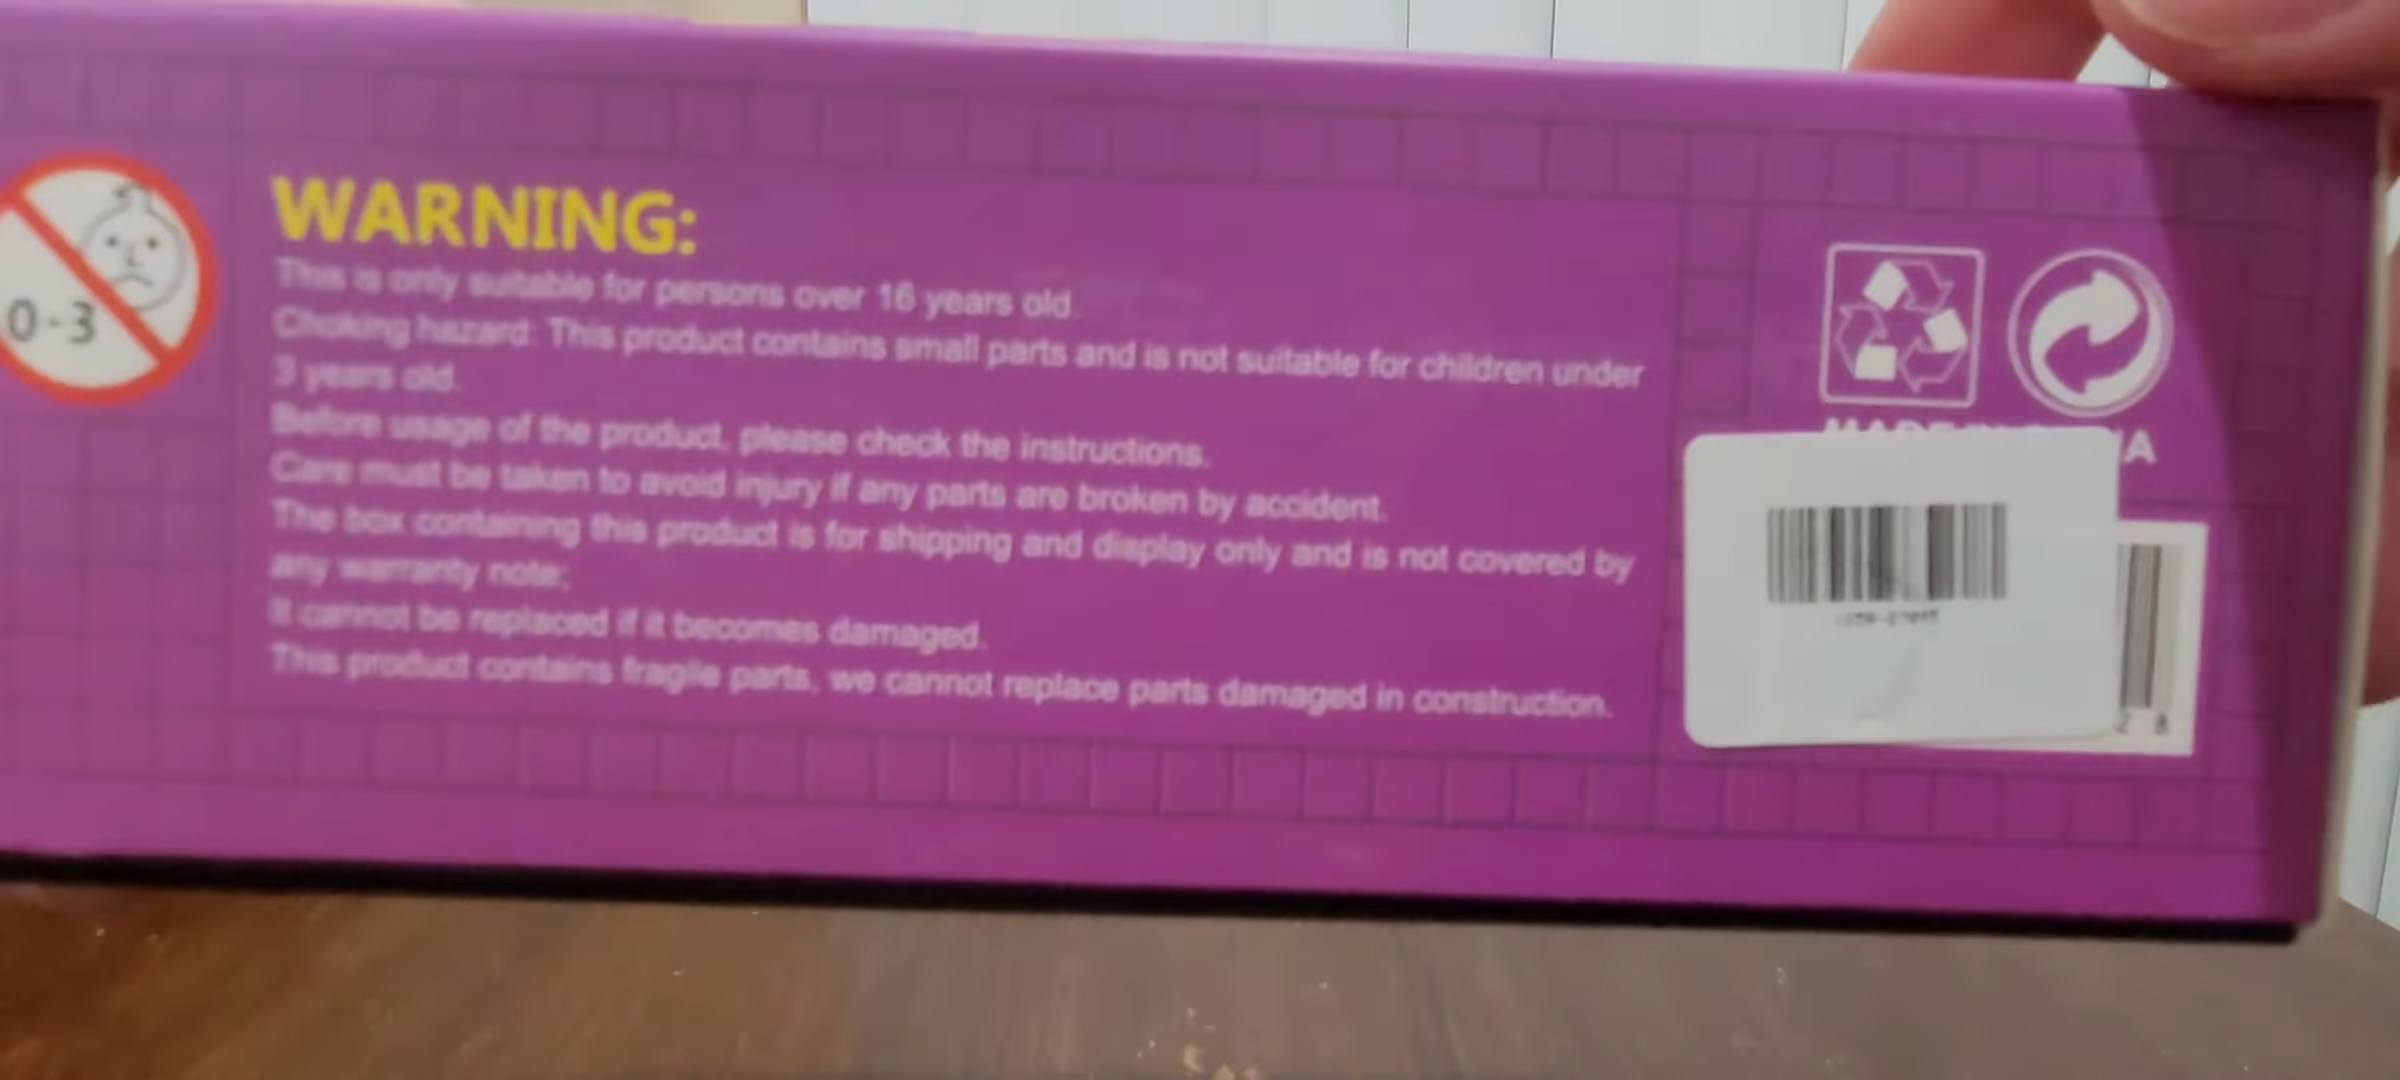 WARNING:
This is only suitable for persons over 16 years old.
Choking hazard: This product contains small parts and is not suitable for children under
3 years old.
Before usage of the product, please check the instructions.
Care must be taken to avoid injury if any parts are broken by accident.
The box containing this product is for shipping and display only and is not covered by
any warranty note;
It cannot be replaced if it becomes damaged.
This product contains fragile parts, we cannot replace parts damaged in construction.
0-3
MADE IN